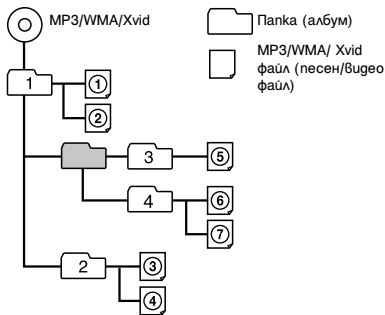 MP3/WMA/Xvid
Папка (албум)
MP3/WMA/ Xvid
файл (песен/видео
файл)
1
①
②
3
⑤
4
⑥
⑦
2
③
④